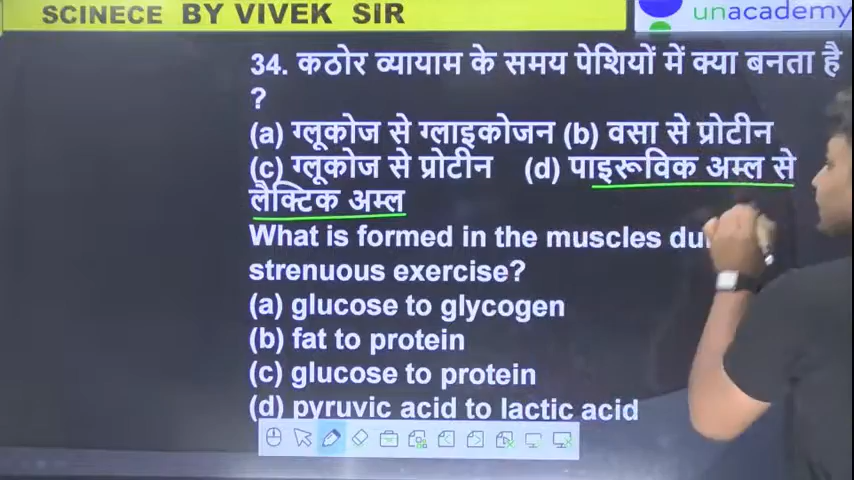 SCINECE BY VIVEK SIR
unacademy
34. कठोर व्यायाम के समय पेशियों में क्या बनता है
?
(a) ग्लूकोज से ग्लाइकोजन (b) वसा से प्रोटीन
(c) ग्लूकोज से प्रोटीन (d) पाइरूविक अम्ल से
लैक्टिक अम्ल
What is formed in the muscles
strenuous exercise?
(a) glucose to glycogen
(b) fat to protein
(c) glucose to protein
(d) pyruvic acid to lactic acid